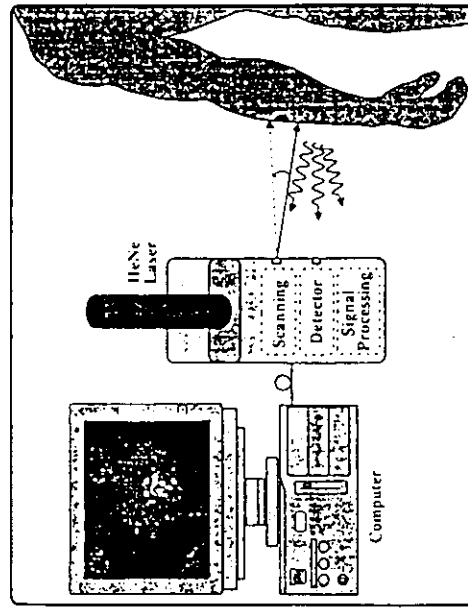 HeNe
Laser
Scanning
Detector
Signal
Processing
Computer